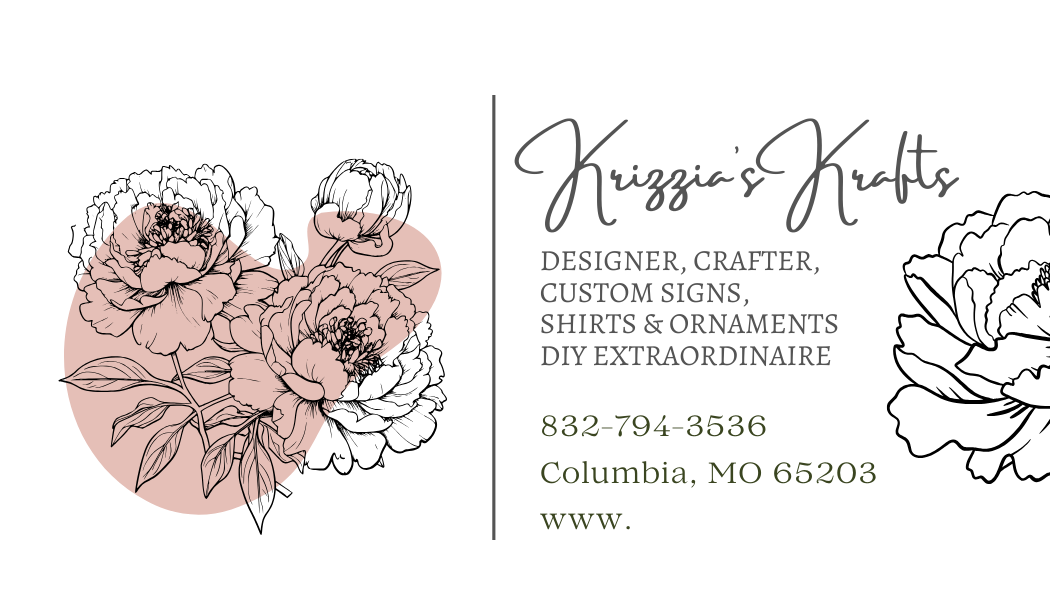 Krizzia's Krafts
DESIGNER, CRAFTER,
CUSTOM SIGNS,
SHIRTS & ORNAMENTS
DIY EXTRAORDINAIRE
832-794-3536
Columbia, MO 65203
www.